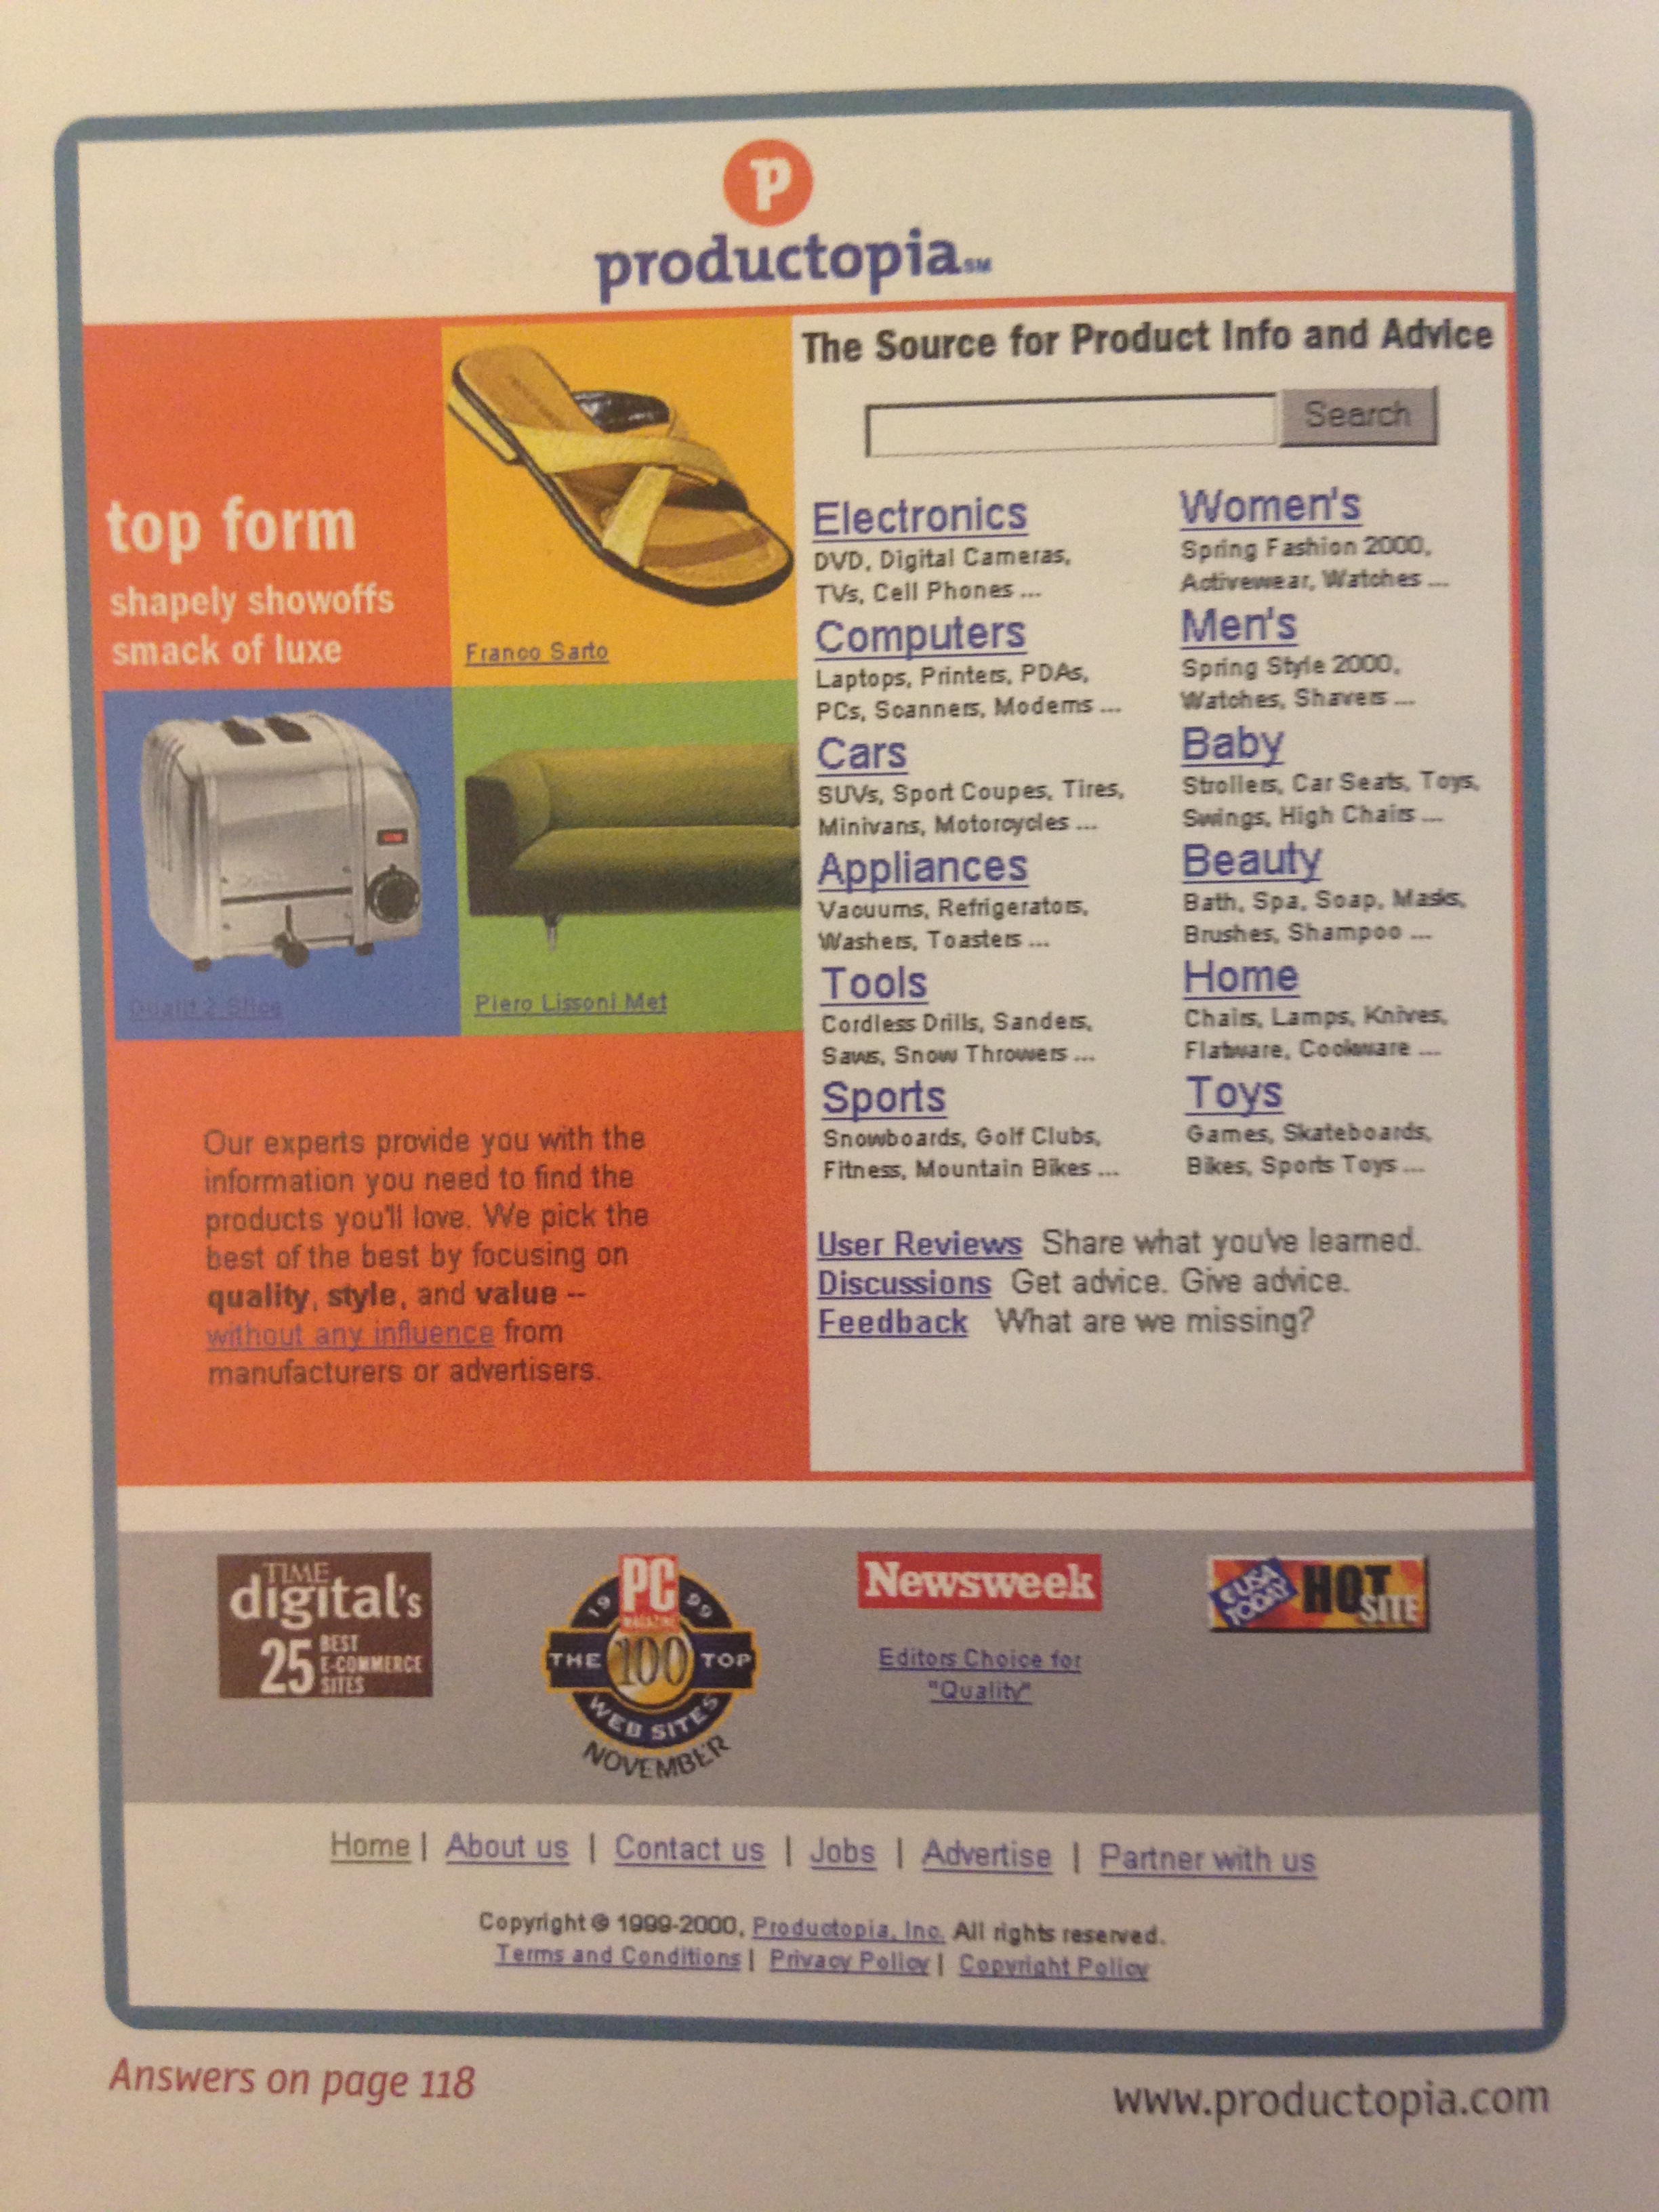 P
productopia SM
top form
shapely showoffs
smack of luxe
Franco Sarto
Dualit 2 Slice
Piero Lissoni Met
Our experts provide you with the
information you need to find the
products you'll love. We pick the
best of the best by focusing on
quality, style, and value --
without any influence from
manufacturers or advertisers.
The Source for Product Info and Advice
Search
Electronics
DVD, Digital Cameras,
TVs, Cell Phones ...
Computers
Laptops, Printers, PDAs,
PCs, Scanners, Modems ...
Cars
SUVs, Sport Coupes, Tires,
Minivans, Motorcycles ...
Appliances
Vacuums, Refrigerators,
Washers, Toasters ...
Tools
Cordless Drills, Sanders,
Saws, Snow Throwers ...
Sports
Snowboards, Golf Clubs,
Fitness, Mountain Bikes ...
Women's
Spring Fashion 2000,
Activewear, Watches ...
Men's
Spring Style 2000,
Watches, Shavers ...
Baby
Strollers, Car Seats, Toys,
Swings, High Chairs ...
Beauty
Bath, Spa, Soap, Masks,
Brushes, Shampoo ...
Home
Chairs, Lamps, Knives,
Flatware, Cookware ...
Toys
Games, Skateboards,
Bikes, Sports Toys ...
User Reviews Share what you've learned.
Discussions Get advice. Give advice.
Feedback What are we missing?
TIME
digital's
25 BEST
E-COMMERCE
SITES
PC
MAGAZINE
19 99
THE 100 TOP
WEB SITES
NOVEMBER
Newsweek
Editors Choice for
"Quality"
USA
TODAY
HOT
SITE
Home | About us | Contact us | Jobs | Advertise | Partner with us
Copyright © 1999-2000, Productopia, Inc. All rights reserved.
Terms and Conditions | Privacy Policy | Copyright Policy
Answers on page 118
www.productopia.com